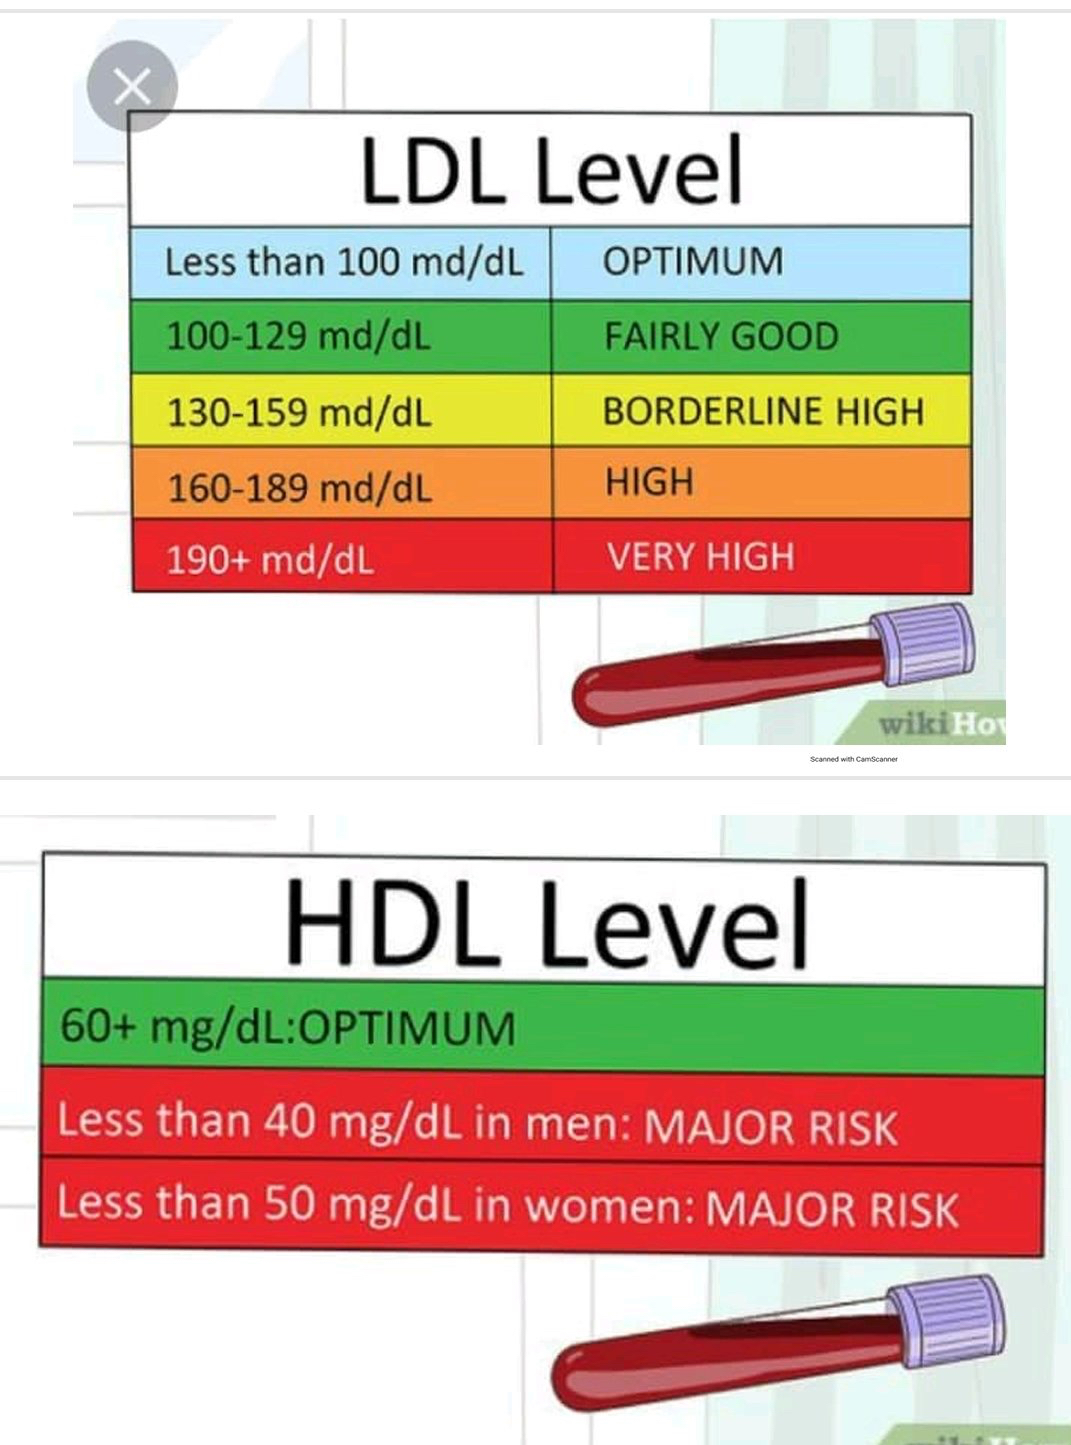 LDL Level
Less than 100 md/dL OPTIMUM
100-129 md/dL FAIRLY GOOD
130-159 md/dL BORDERLINE HIGH
160-189 md/dL HIGH
190+ md/dL VERY HIGH
wikiHow
Scanned with CamScanner
HDL Level
60+ mg/dL:OPTIMUM
Less than 40 mg/dL in men: MAJOR RISK
Less than 50 mg/dL in women: MAJOR RISK